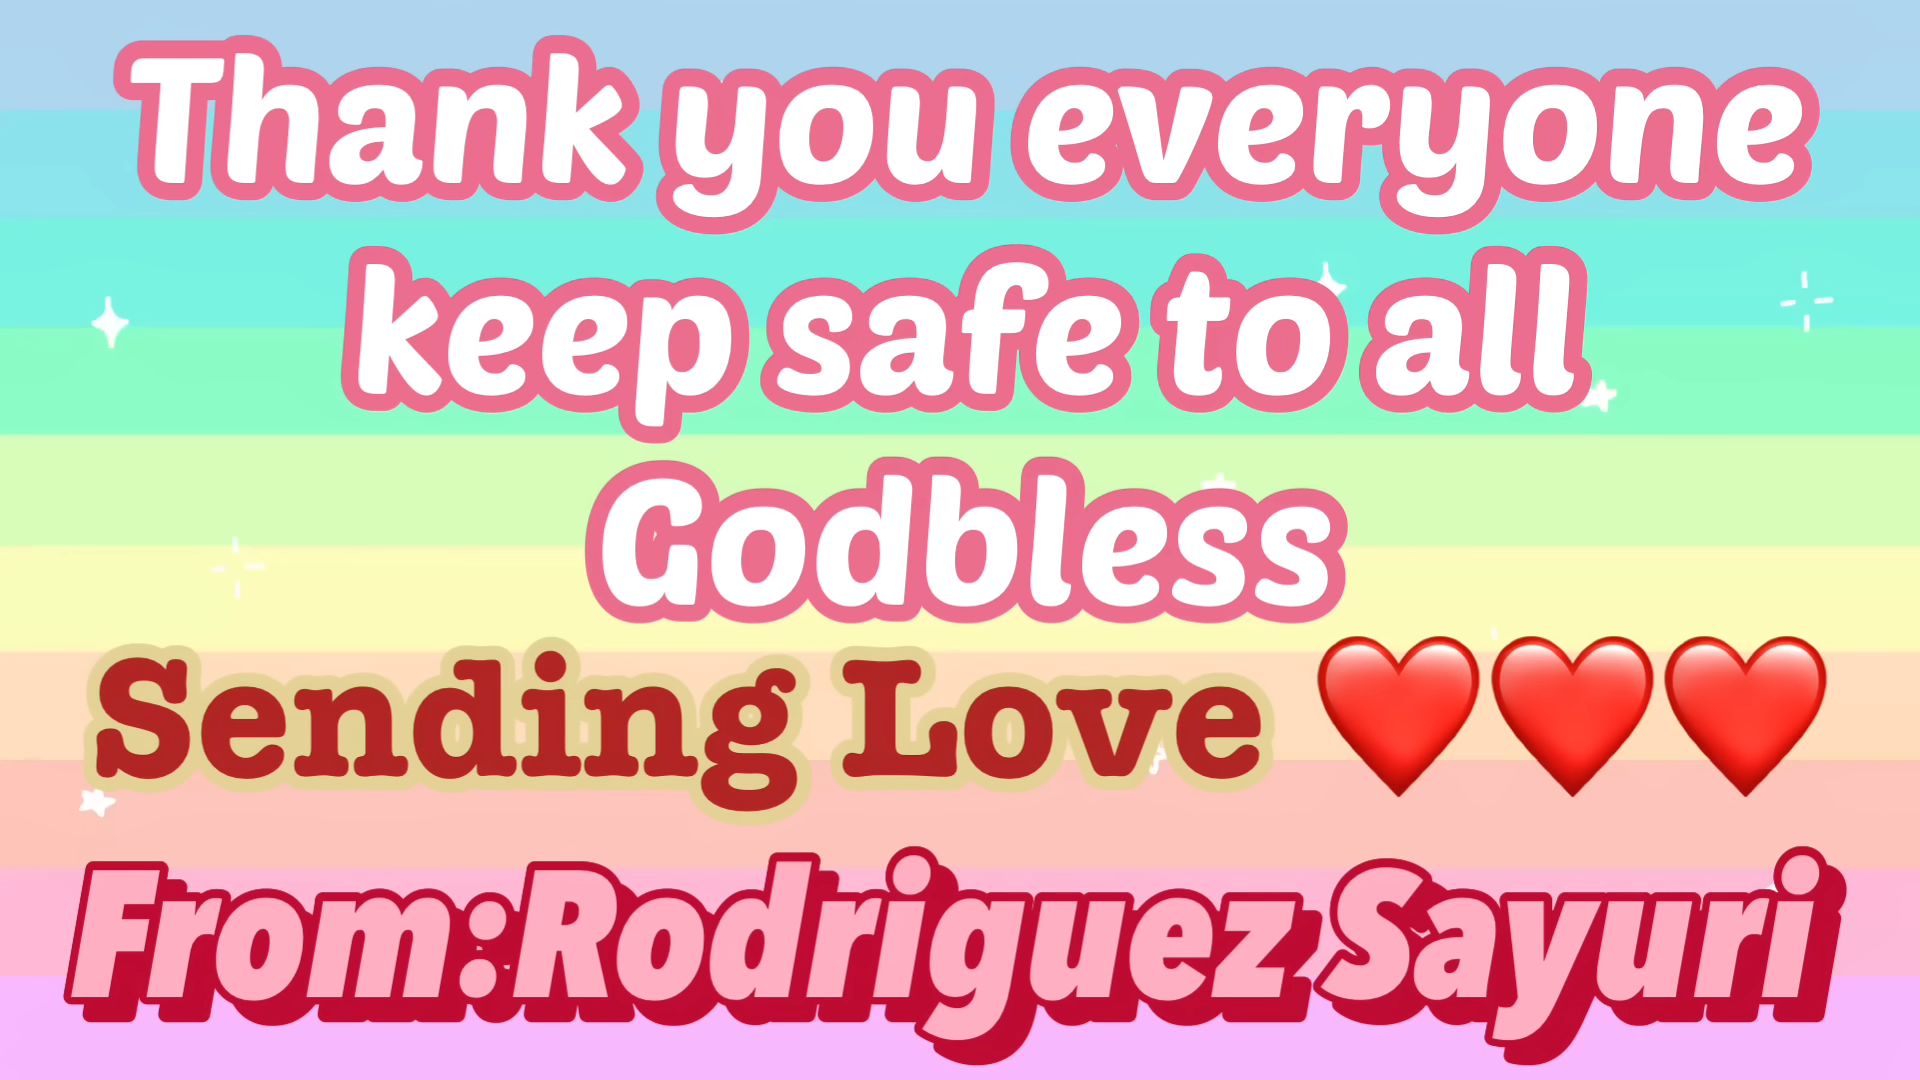 Thank you everyone
keep safe to all
Godbless
Sending Love ❤️❤️❤️
From:Rodriguez Sayuri